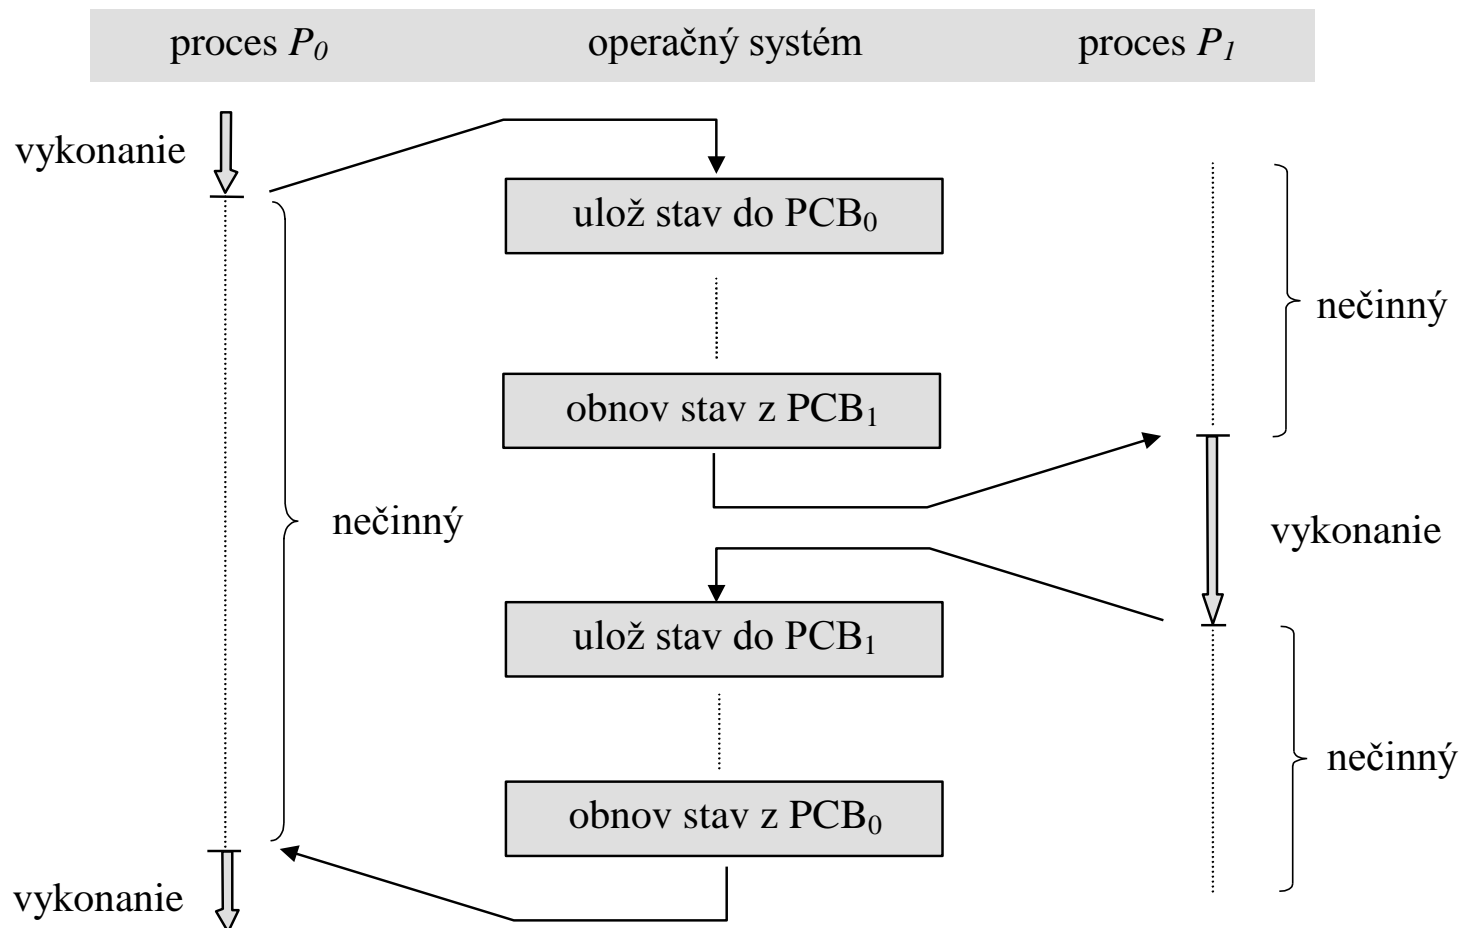 proces P₀
operačný systém
proces P₁
vykonanie
ulož stav do PCB₀
nečinný
obnov stav z PCB₁
nečinný
vykonanie
ulož stav do PCB₁
nečinný
obnov stav z PCB₀
vykonanie